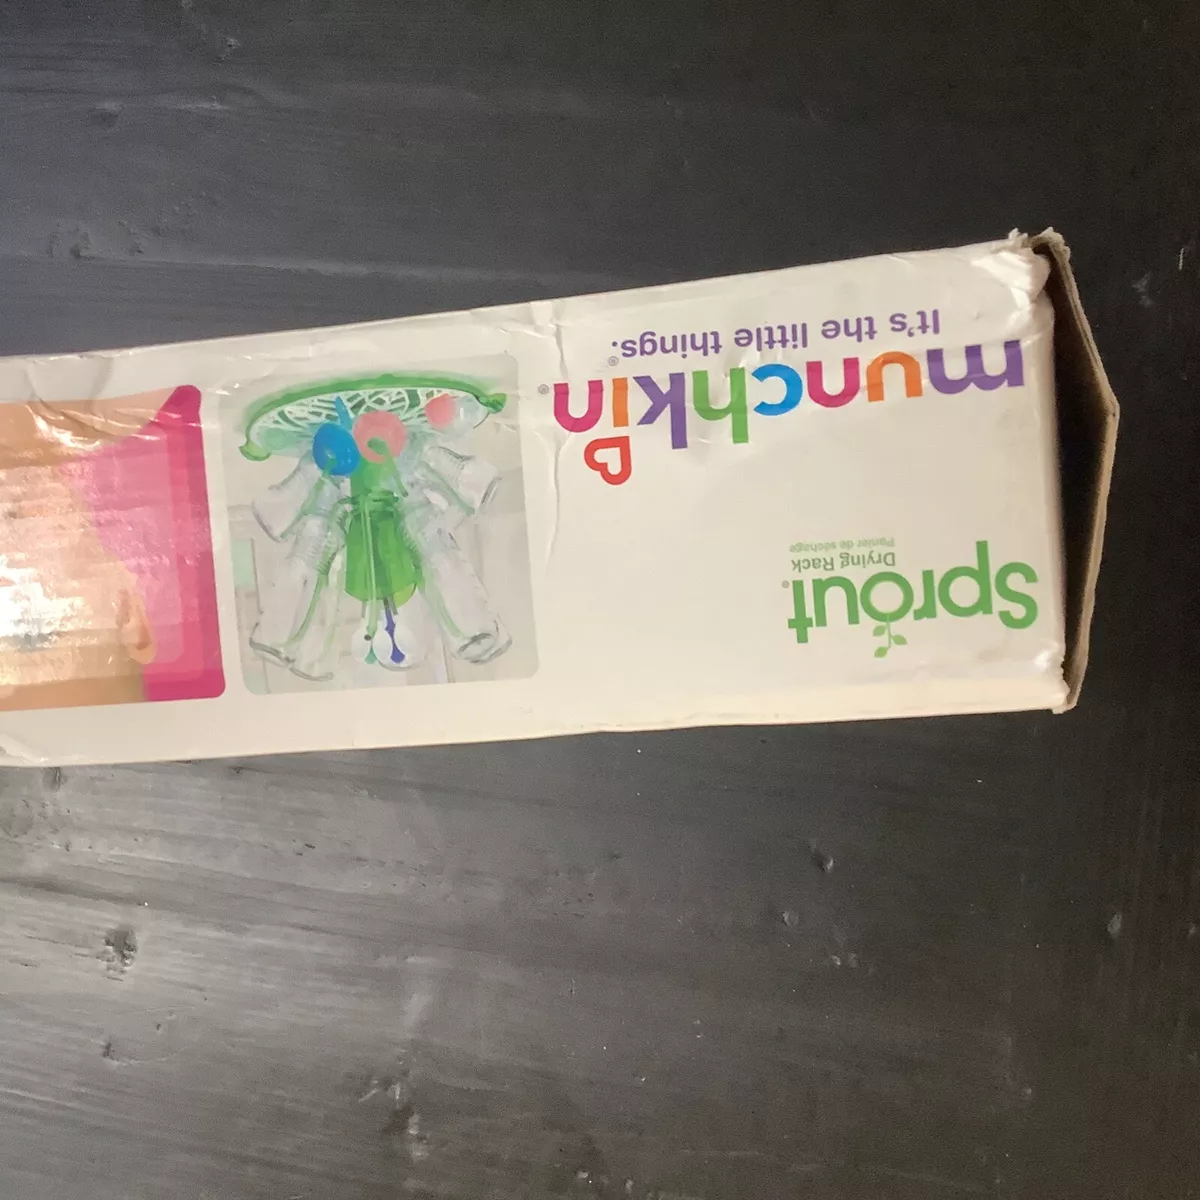 Sprout®
Drying Rack
Panier de séchage
munchkin®
It's the little things.®